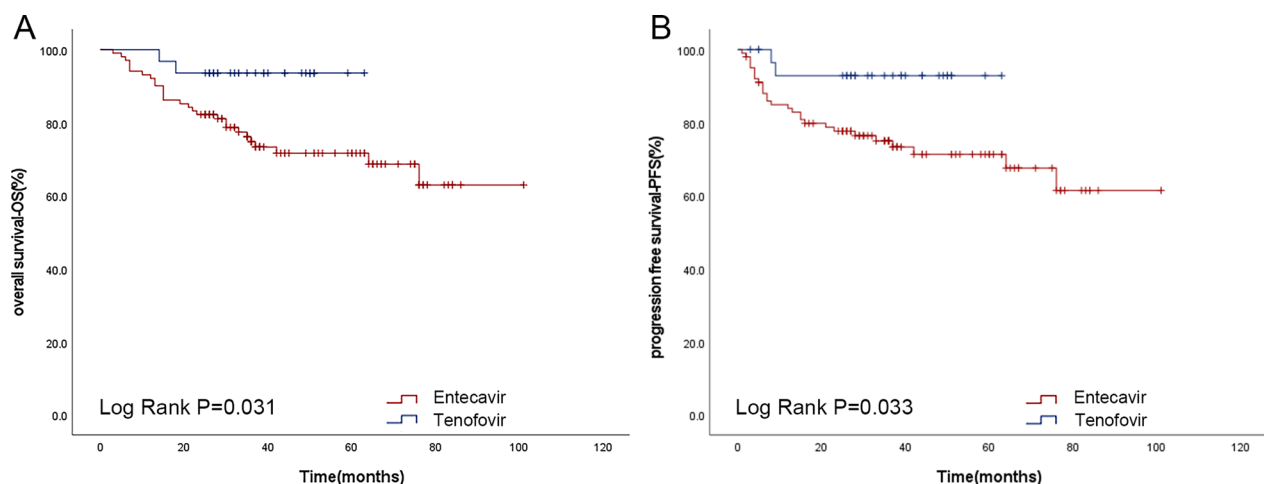 A
100.0
80.0
60.0
40.0
20.0
0.0
overall survival-OS(%)
Log Rank P=0.031
Entecavir
Tenofovir
0 20 40 60 80 100 120
Time(months)
B
100.0
80.0
60.0
40.0
20.0
0.0
progression free survival-PFS(%)
Log Rank P=0.033
Entecavir
Tenofovir
0 20 40 60 80 100 120
Time(months)